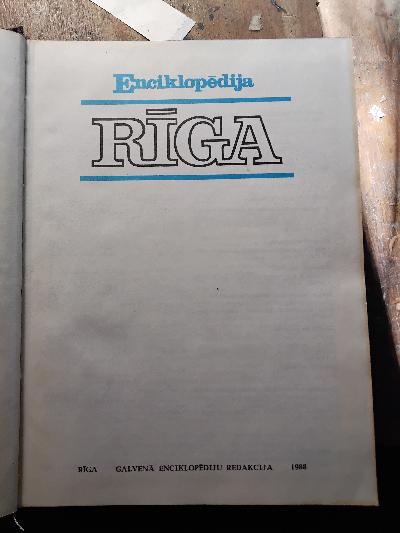 Enciklopēdija
RĪGA
RĪGA GALVENĀ ENCIKLOPĒDIJU REDAKCIJA 1988